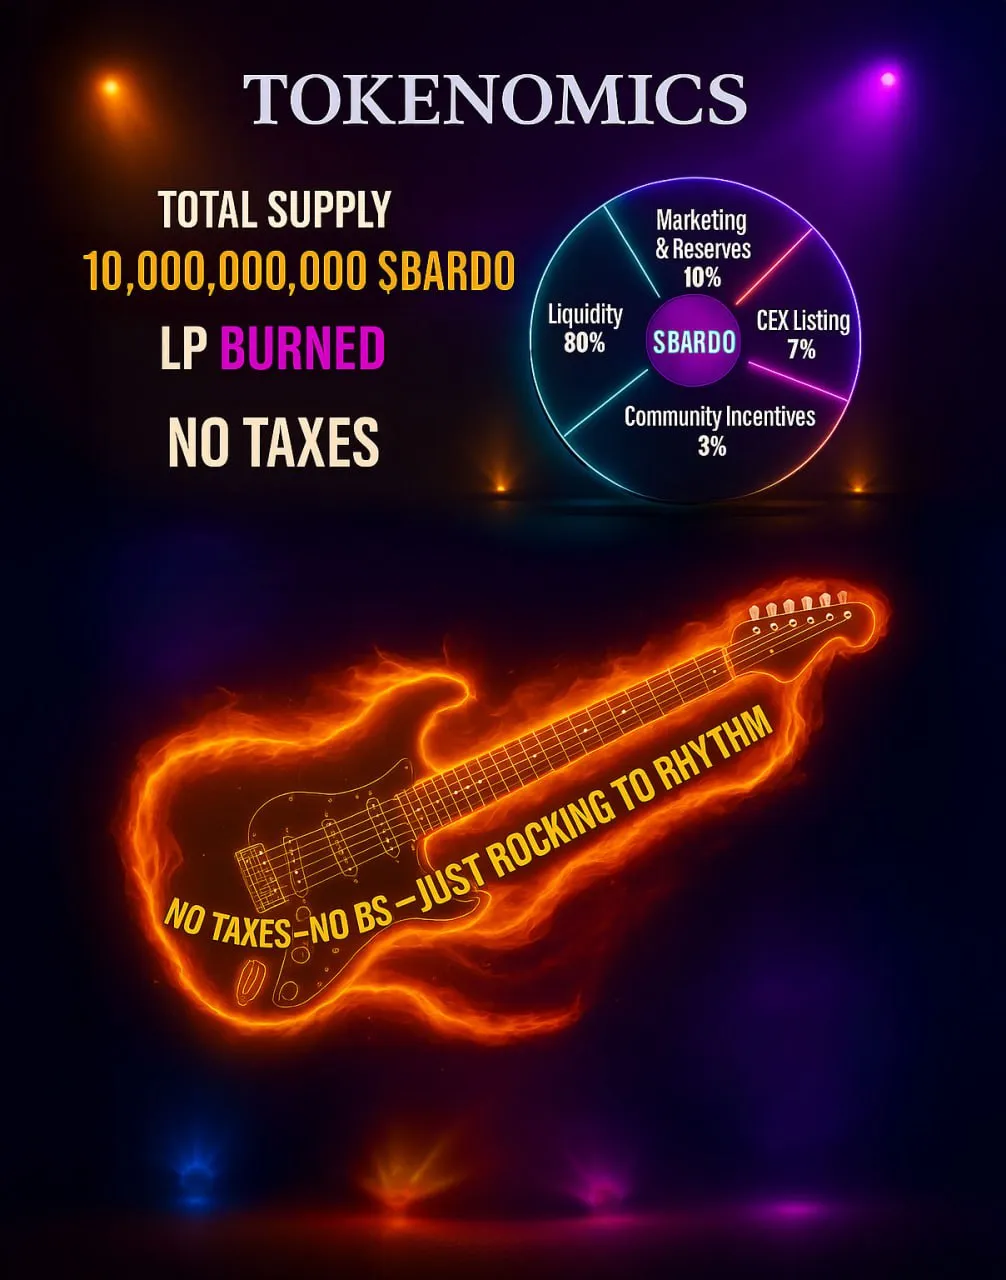 TOKENOMICS
TOTAL SUPPLY
10,000,000,000 $BARDO
LP BURNED
NO TAXES
Marketing
& Reserves
10%
Liquidity
80%
$BARDO
CEX Listing
7%
Community Incentives
3%
NO TAXES–NO BS –JUST ROCKING TO RHYTHM